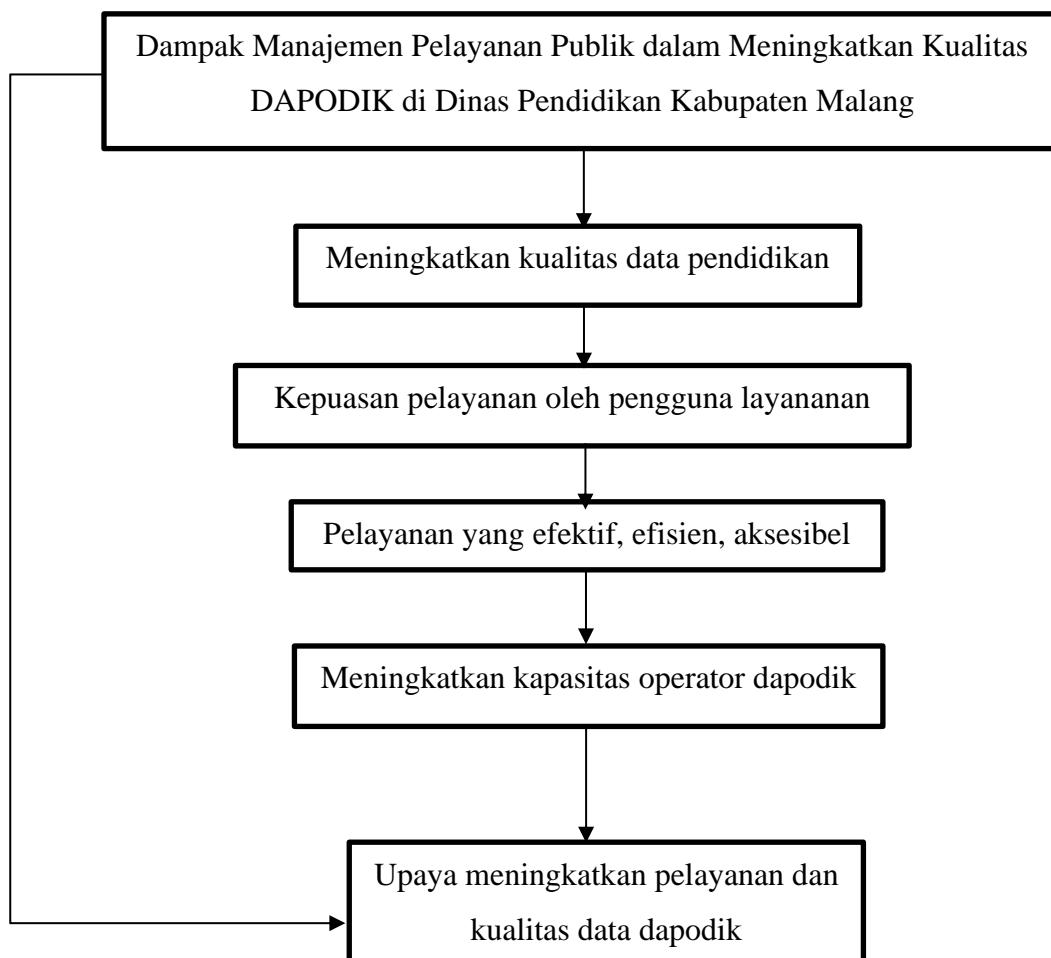 Dampak Manajemen Pelayanan Publik dalam Meningkatkan Kualitas
DAPODIK di Dinas Pendidikan Kabupaten Malang
Meningkatkan kualitas data pendidikan
Kepuasan pelayanan oleh pengguna layananan
Pelayanan yang efektif, efisien, aksesibel
Meningkatkan kapasitas operator dapodik
Upaya meningkatkan pelayanan dan
kualitas data dapodik